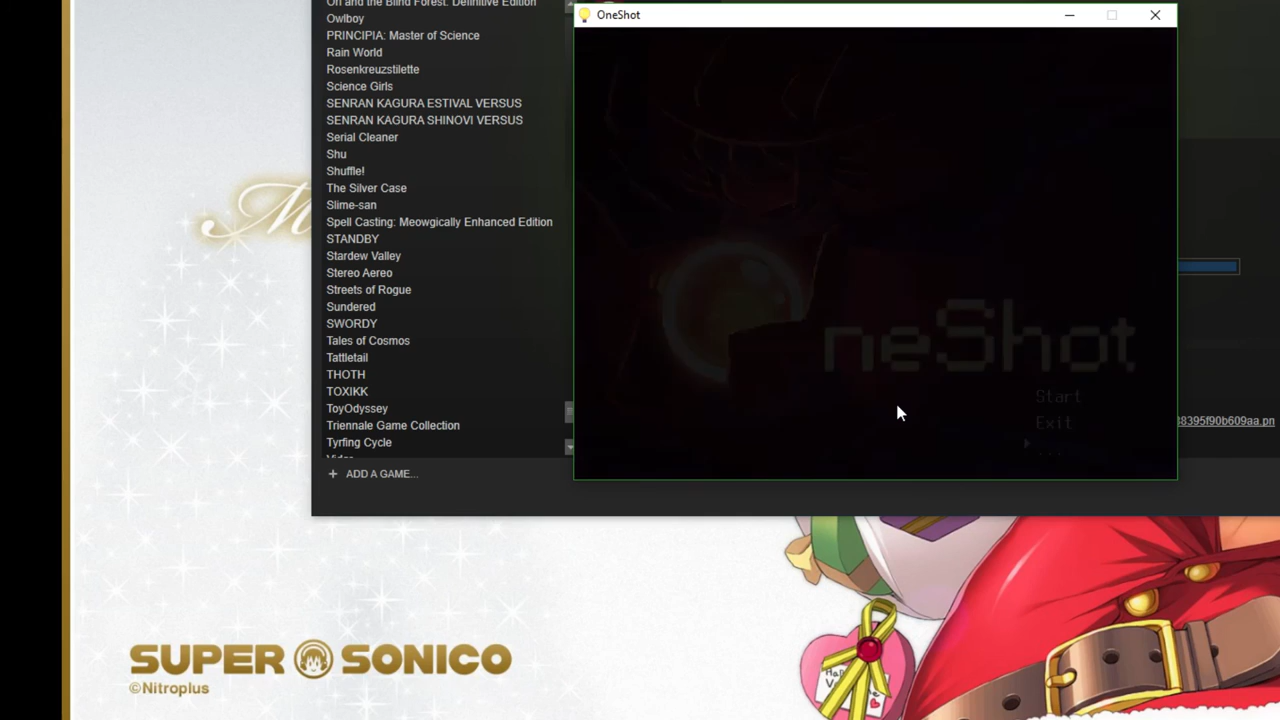 Ori and the Blind Forest: Definitive Edition
Owlboy
PRINCIPIA: Master of Science
Rain World
Rosenkreuzstilette
Science Girls
SENRAN KAGURA ESTIVAL VERSUS
SENRAN KAGURA SHINOVI VERSUS
Serial Cleaner
Shu
Shuffle!
The Silver Case
Slime-san
Spell Casting: Meowgically Enhanced Edition
STANDBY
Stardew Valley
Stereo Aereo
Streets of Rogue
Sundered
SWORDY
Tales of Cosmos
Tattletail
THOTH
TOXIKK
ToyOdyssey
Triennale Game Collection
Tyrfing Cycle
+ ADD A GAME...
OneShot
neShot
Start
Exit
...
38395f90b609aa.pn
M
SUPER SONICO
©Nitroplus